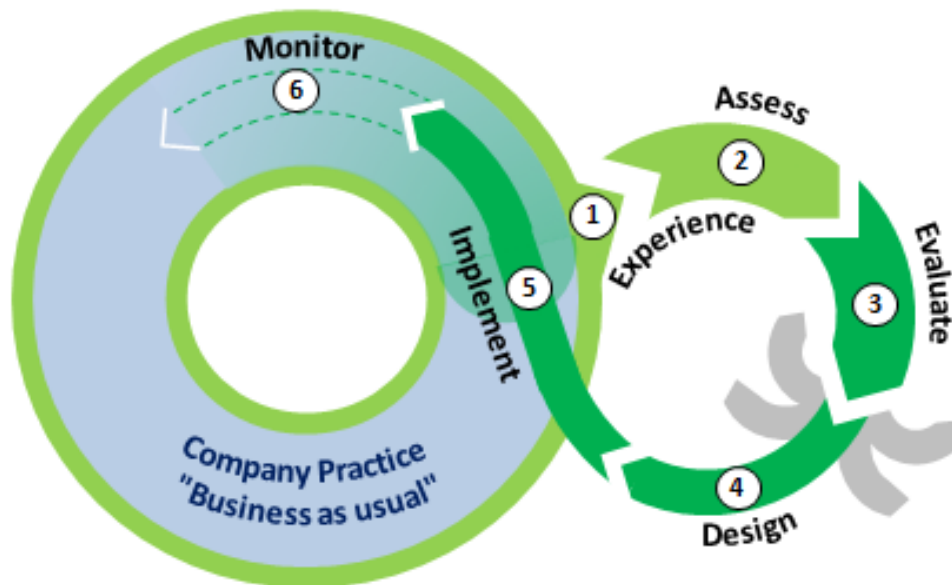 Monitor
6
Assess
2
1
Experience
Evaluate
3
Implement
5
4
Design
Company Practice
"Business as usual"